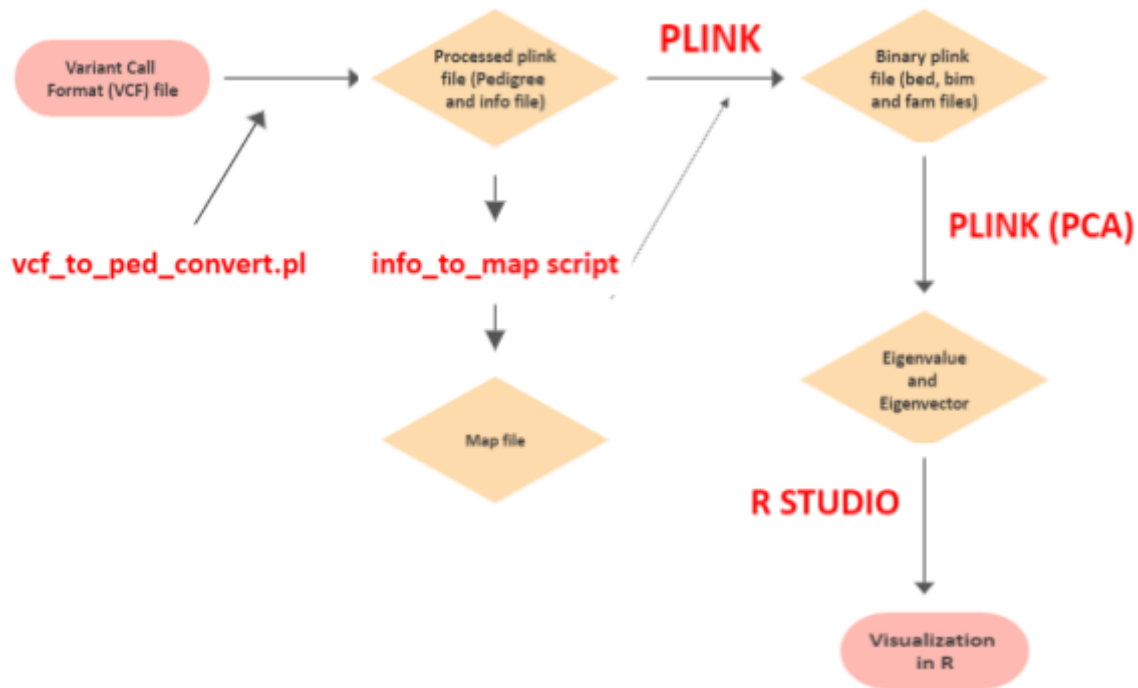 Variant Call
Format (VCF) file
Processed plink
file (Pedigree
and info file)
PLINK
Binary plink
file (bed, bim
and fam files)
vcf_to_ped_convert.pl
info_to_map script
PLINK (PCA)
Map file
Eigenvalue
and
Eigenvector
R STUDIO
Visualization
in R